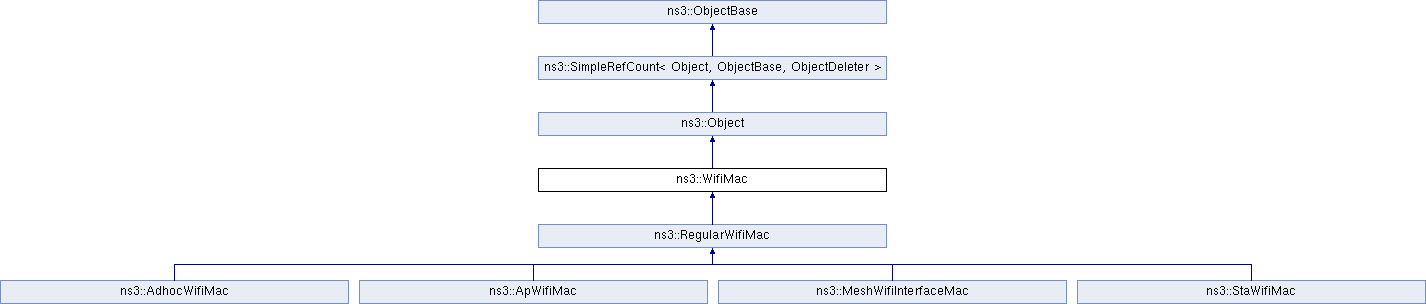 ns3::ObjectBase
ns3::SimpleRefCount< Object, ObjectBase, ObjectDeleter >
ns3::Object
ns3::WifiMac
ns3::RegularWifiMac
ns3::AdhocWifiMac
ns3::ApWifiMac
ns3::MeshWifiInterfaceMac
ns3::StaWifiMac